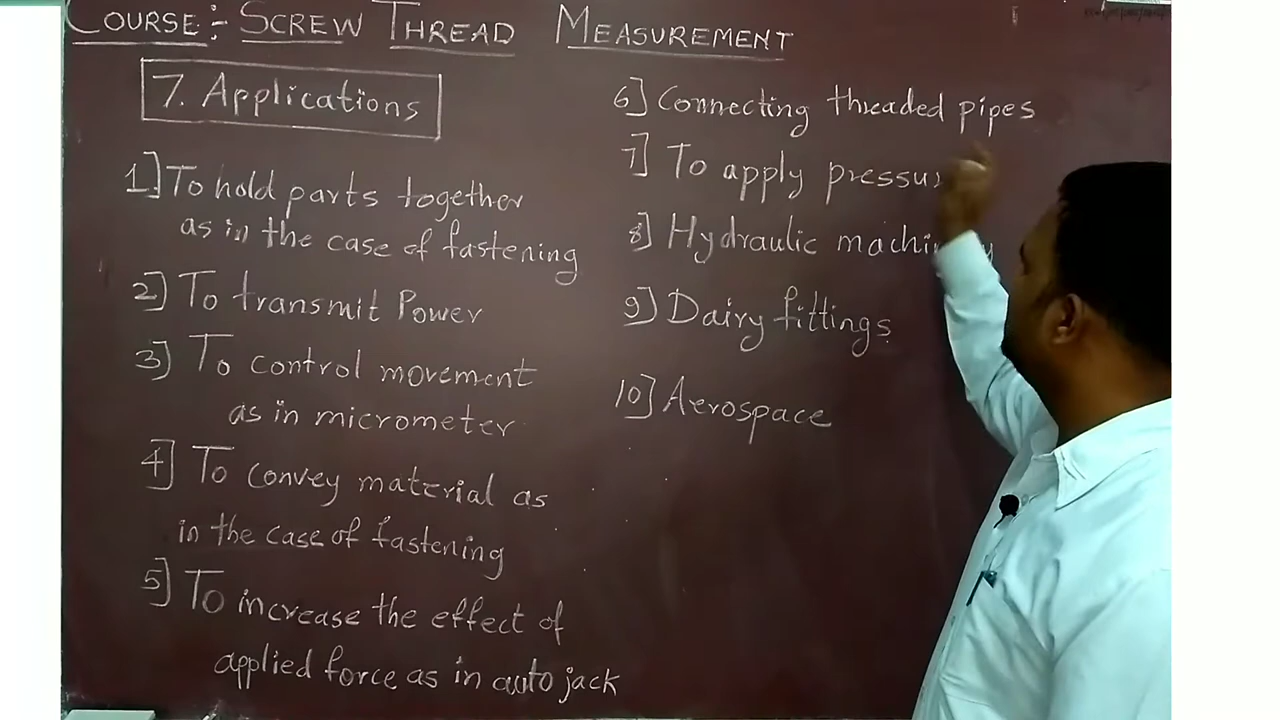 COURSE:- SCREW THREAD MEASUREMENT
7. Applications
1] To hold parts together
as in the case of fastening
2] To transmit Power
3] To control movement
as in micrometer
4] To convey material as
in the case of fastening
5] To increase the effect of
applied force as in auto jack
6] Connecting threaded pipes
7] To apply pressu
8] Hydraulic machin y
9] Dairy fittings
10] Aerospace